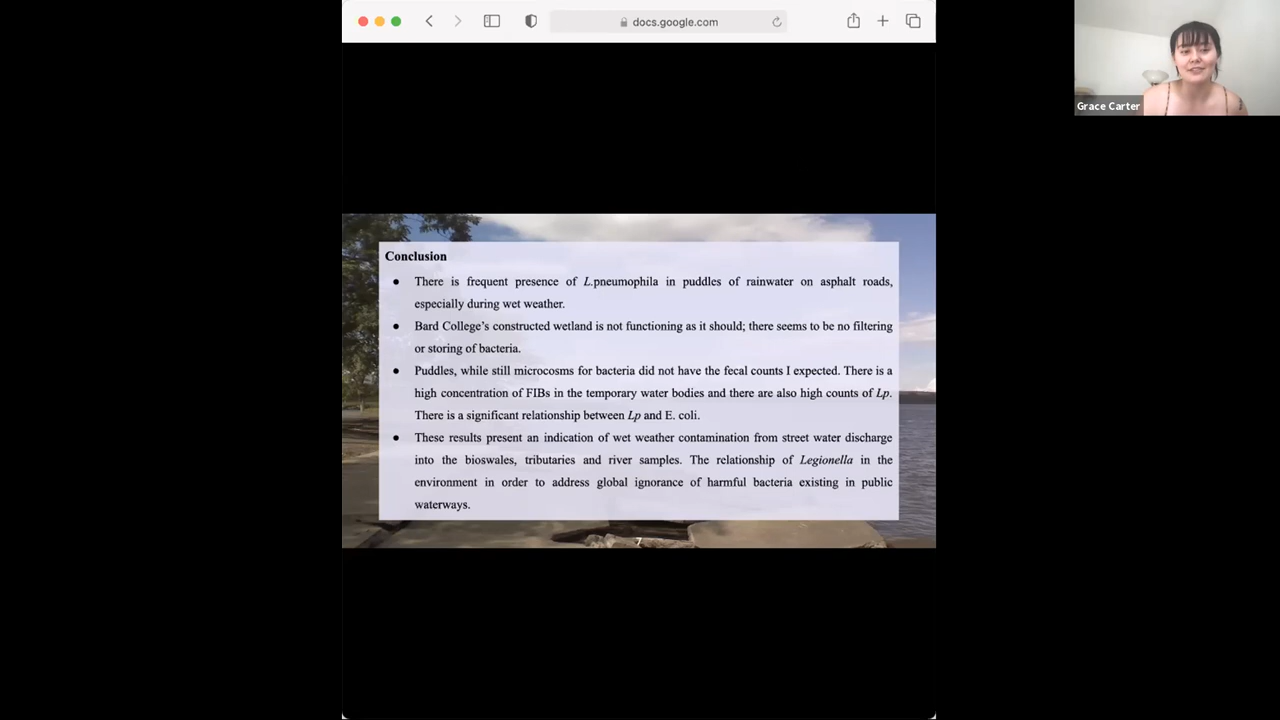 docs.google.com
Grace Carter
Conclusion
● There is frequent presence of L.pneumophila in puddles of rainwater on asphalt roads,
especially during wet weather.
● Bard College's constructed wetland is not functioning as it should; there seems to be no filtering
or storing of bacteria.
● Puddles, while still microcosms for bacteria did not have the fecal counts I expected. There is a
high concentration of FIBs in the temporary water bodies and there are also high counts of Lp.
There is a significant relationship between Lp and E. coli.
● These results present an indication of wet weather contamination from street water discharge
into the bioswales, tributaries and river samples. The relationship of Legionella in the
environment in order to address global ignorance of harmful bacteria existing in public
waterways.